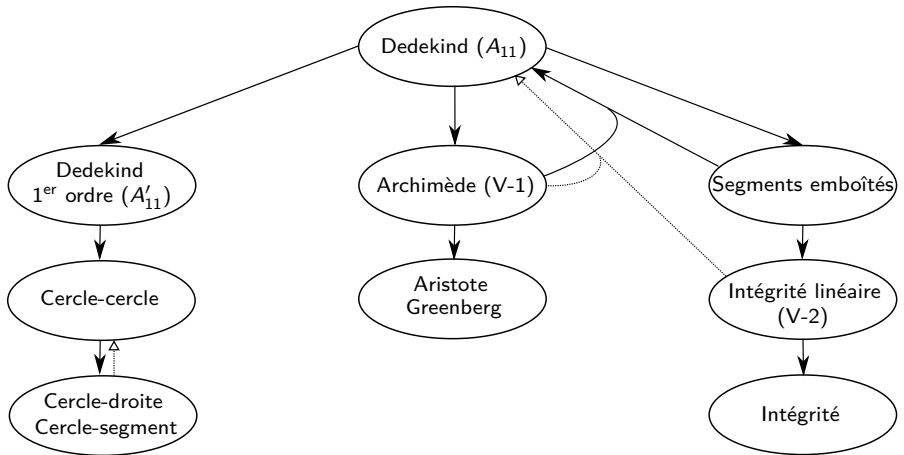 Dedekind (A₁₁)
Dedekind
1ᵉʳ ordre (A′₁₁)
Archimède (V-1)
Segments emboîtés
Cercle-cercle
Aristote
Greenberg
Intégrité linéaire
(V-2)
Cercle-droite
Cercle-segment
Intégrité